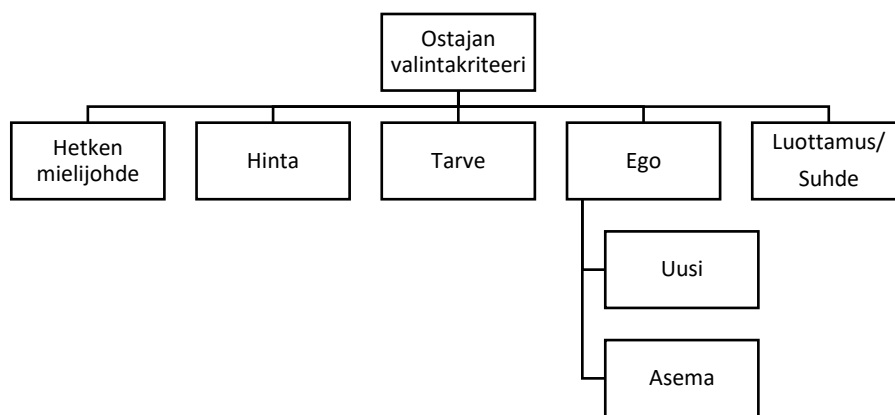 Ostajan
valintakriteeri
Hetken
mielijohde
Hinta
Tarve
Ego
Luottamus/
Suhde
Uusi
Asema